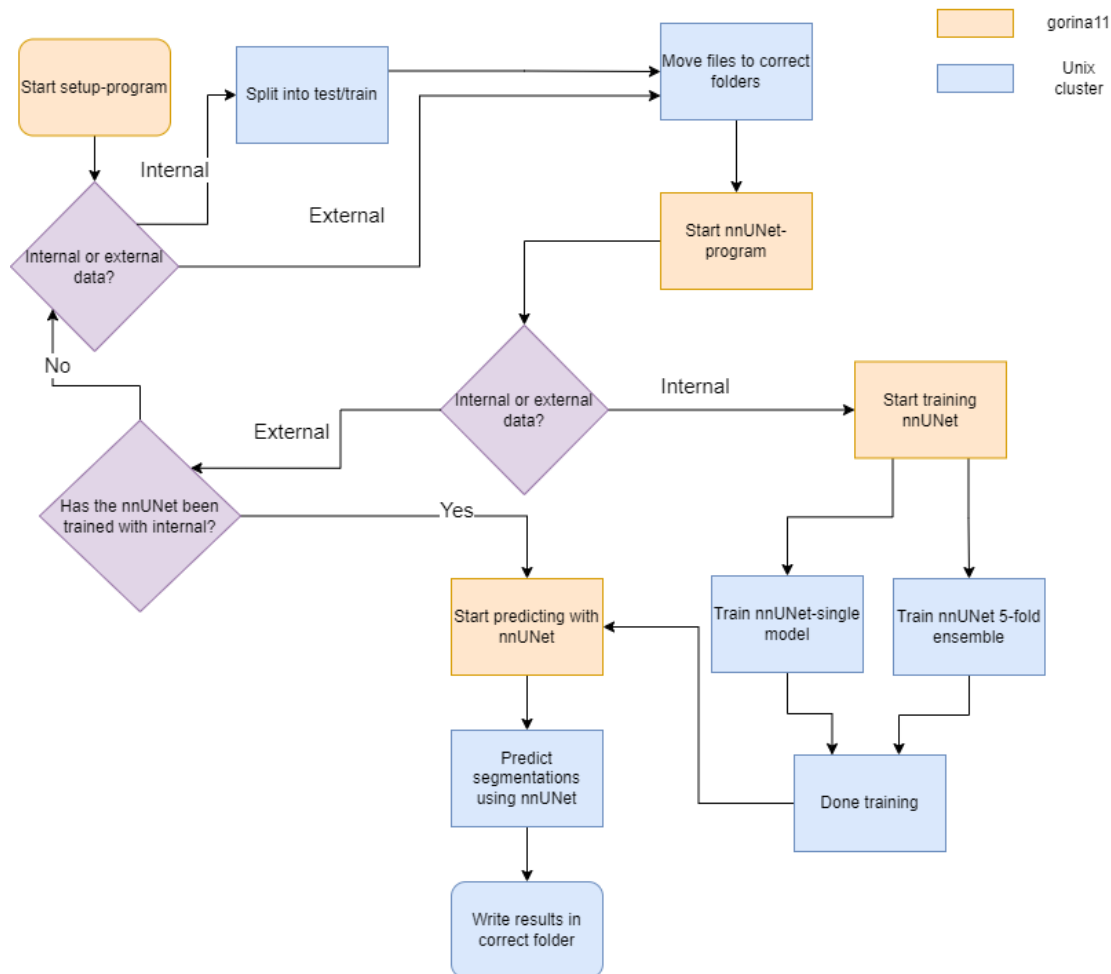 gorina11
Unix
cluster
Start setup-program
Split into test/train
Move files to correct
folders
Internal
External
Internal or external
data?
Start nnUNet-
program
No
Internal or external
data?
Internal
Start training
nnUNet
External
Has the nnUNet been
trained with internal?
Yes
Start predicting with
nnUNet
Train nnUNet-single
model
Train nnUNet 5-fold
ensemble
Predict
segmentations
using nnUNet
Done training
Write results in
correct folder